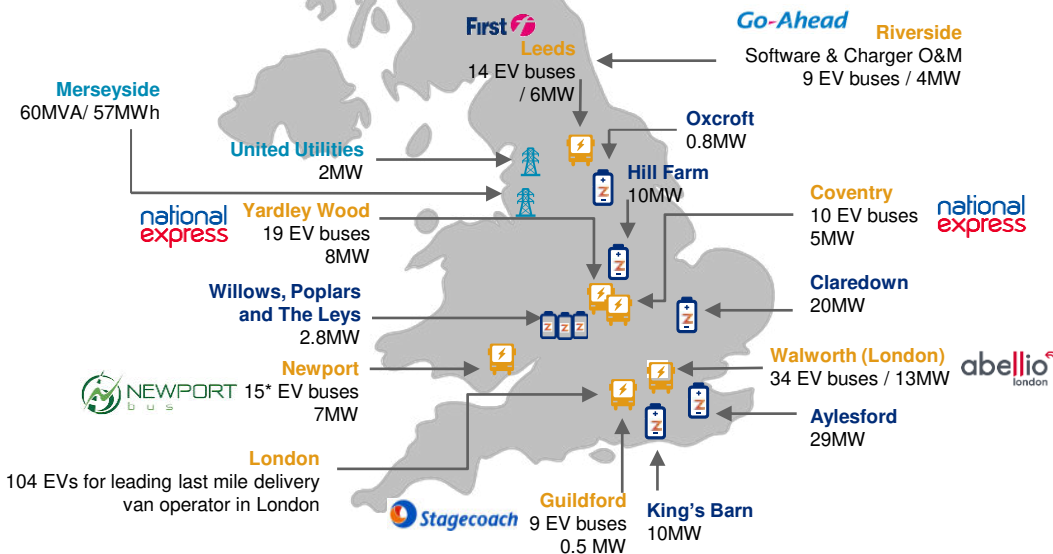 First
Leeds
14 EV buses
/ 6MW
Go-Ahead
Riverside
Software & Charger O&M
9 EV buses / 4MW
Merseyside
60MVA/ 57MWh
Oxcroft
0.8MW
United Utilities
2MW
Hill Farm
10MW
national
express
Yardley Wood
19 EV buses
8MW
Coventry
10 EV buses
5MW
national
express
Willows, Poplars
and The Leys
2.8MW
Claredown
20MW
NEWPORT
bus
Newport
15* EV buses
7MW
Walworth (London)
34 EV buses / 13MW
abellio
london
Aylesford
29MW
London
104 EVs for leading last mile delivery
van operator in London
Stagecoach
Guildford
9 EV buses
0.5 MW
King's Barn
10MW